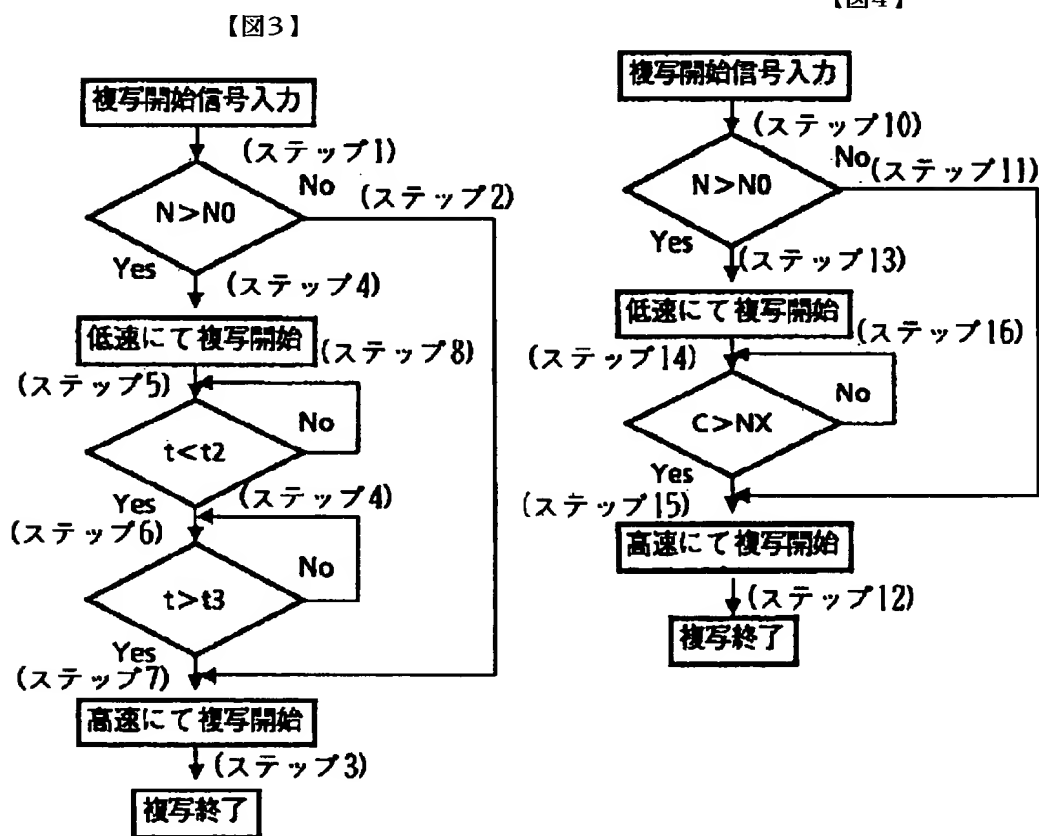 【図3】
複写開始信号入力
(ステップ1)
N>N0
No
(ステップ2)
Yes
(ステップ4)
低速にて複写開始
(ステップ8)
(ステップ5)
t<t2
No
Yes
(ステップ4)
(ステップ6)
t>t3
No
Yes
(ステップ7)
高速にて複写開始
(ステップ3)
複写終了
【図4】
複写開始信号入力
(ステップ10)
N>N0
No
(ステップ11)
Yes
(ステップ13)
低速にて複写開始
(ステップ16)
(ステップ14)
C>NX
No
Yes
(ステップ15)
高速にて複写開始
(ステップ12)
複写終了